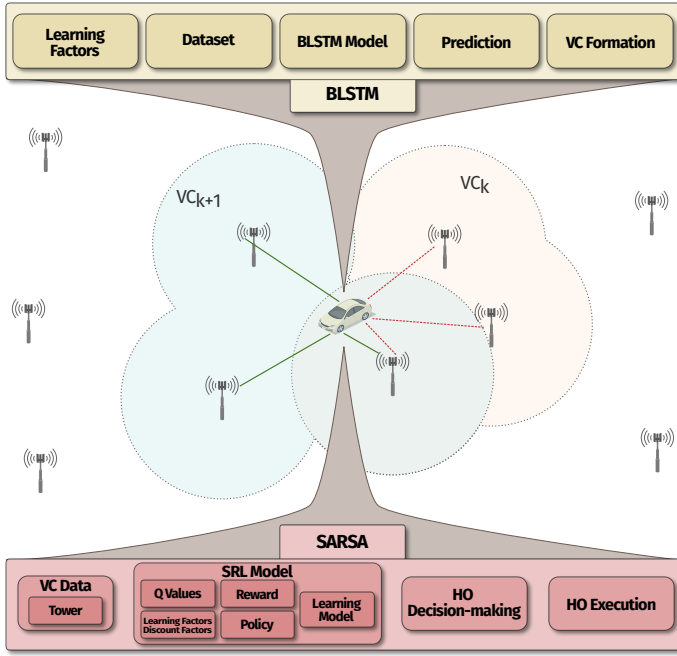 Learning
Factors
Dataset
BLSTM Model
Prediction
VC Formation
BLSTM
VCk+1
VCk
SARSA
VC Data
Tower
SRL Model
Q Values
Reward
Learning Factors
Discount Factors
Policy
Learning
Model
HO
Decision-making
HO Execution